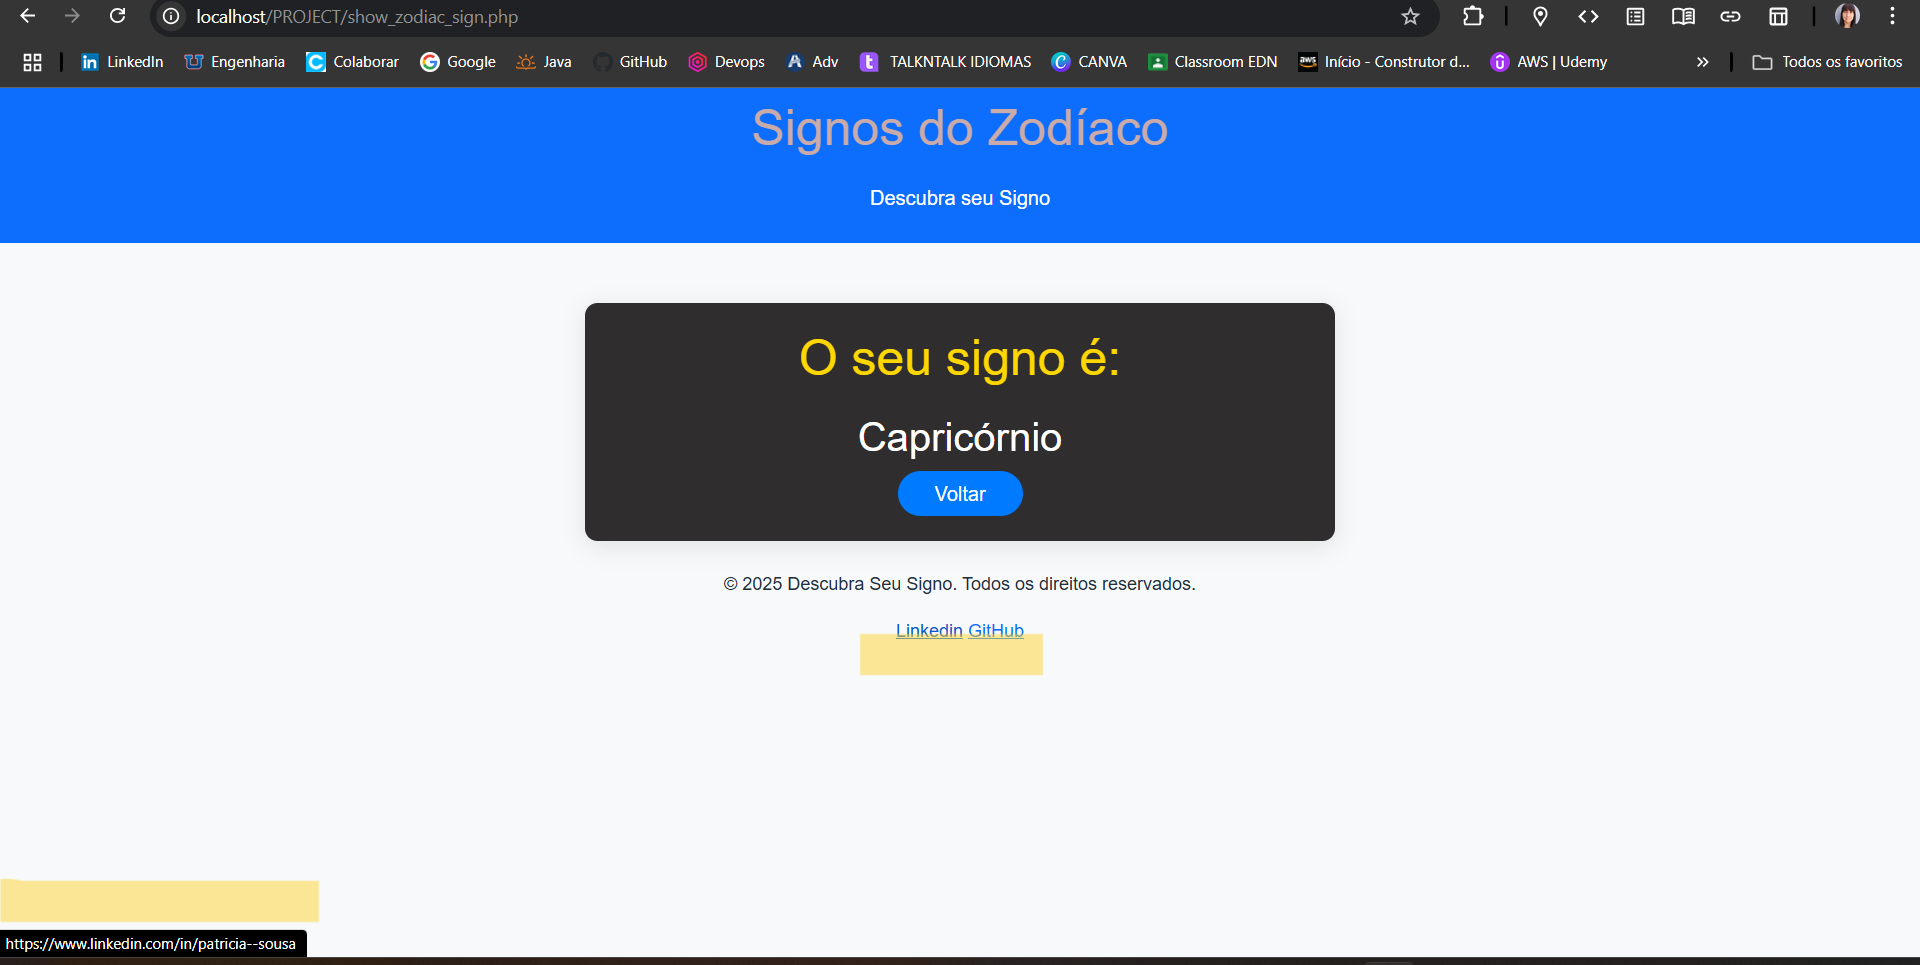 localhost/PROJECT/show_zodiac_sign.php
LinkedIn Engenharia Colaborar Google Java GitHub Devops Adv TALKNTALK IDIOMAS CANVA Classroom EDN Início - Construtor d... AWS | Udemy Todos os favoritos
Signos do Zodíaco
Descubra seu Signo
O seu signo é:
Capricórnio
Voltar
© 2025 Descubra Seu Signo. Todos os direitos reservados.
Linkedin GitHub
https://www.linkedin.com/in/patricia--sousa